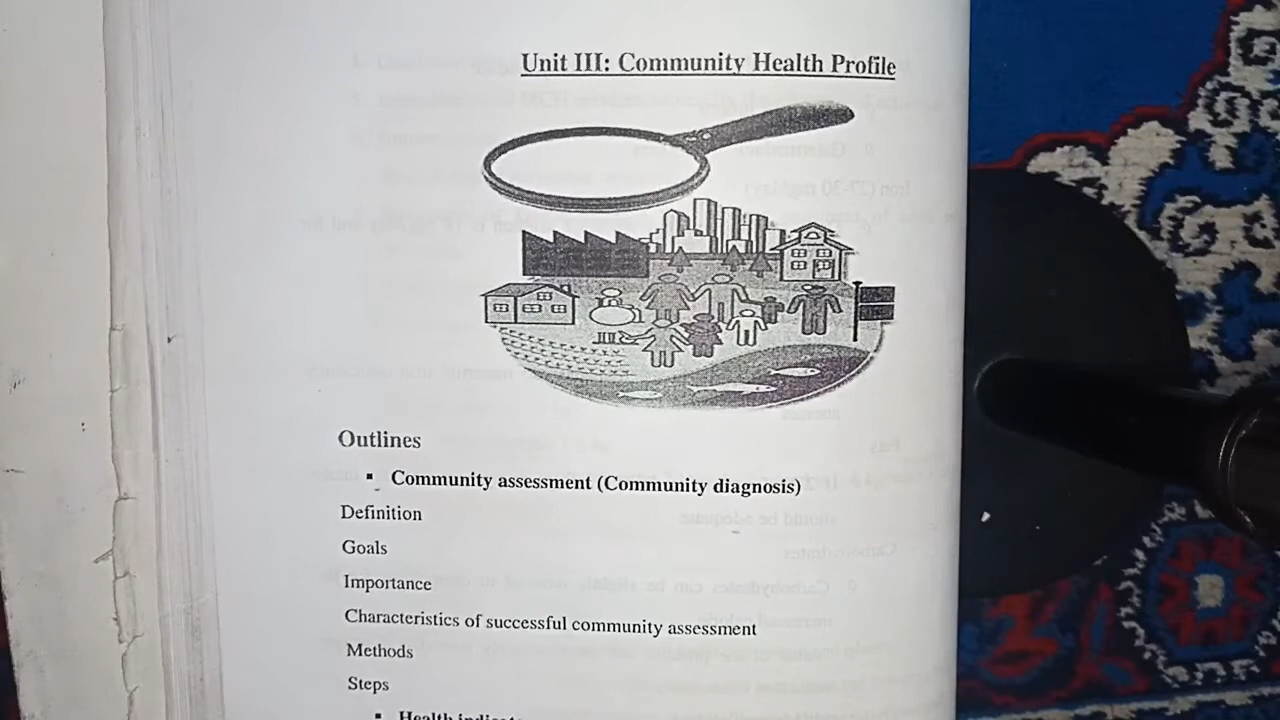 Unit III: Community Health Profile
Outlines
▪ Community assessment (Community diagnosis)
Definition
Goals
Importance
Characteristics of successful community assessment
Methods
Steps
▪ Health